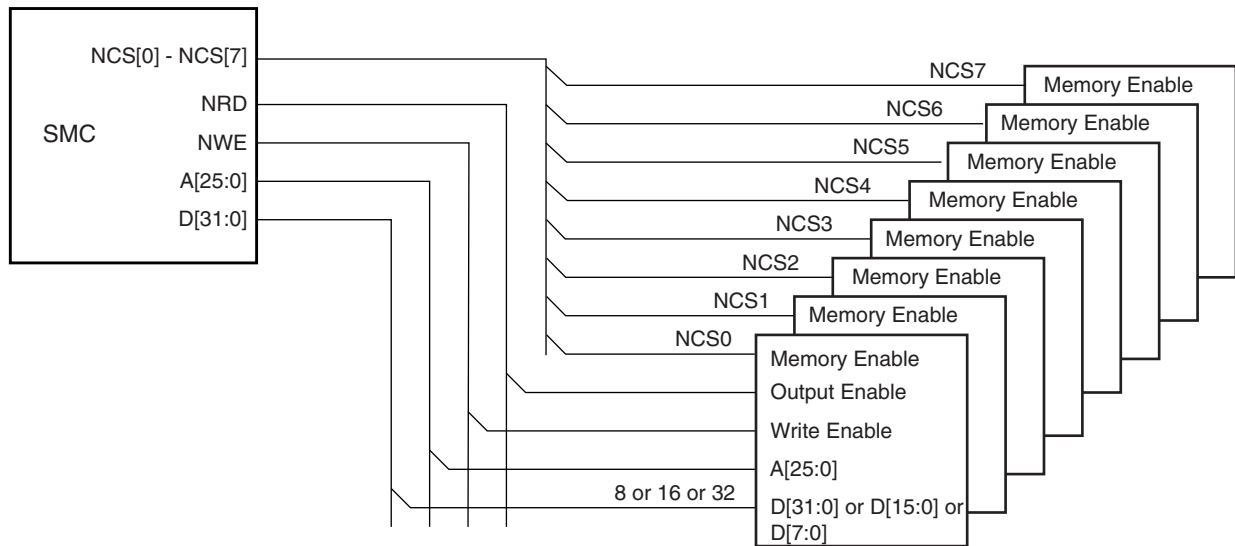 NCS[0] - NCS[7]
NRD
SMC
NWE
A[25:0]
D[31:0]
NCS7
Memory Enable
NCS6
Memory Enable
NCS5
Memory Enable
NCS4
Memory Enable
NCS3
Memory Enable
NCS2
Memory Enable
NCS1
Memory Enable
NCS0
Memory Enable
Output Enable
Write Enable
A[25:0]
8 or 16 or 32
D[31:0] or D[15:0] or
D[7:0]